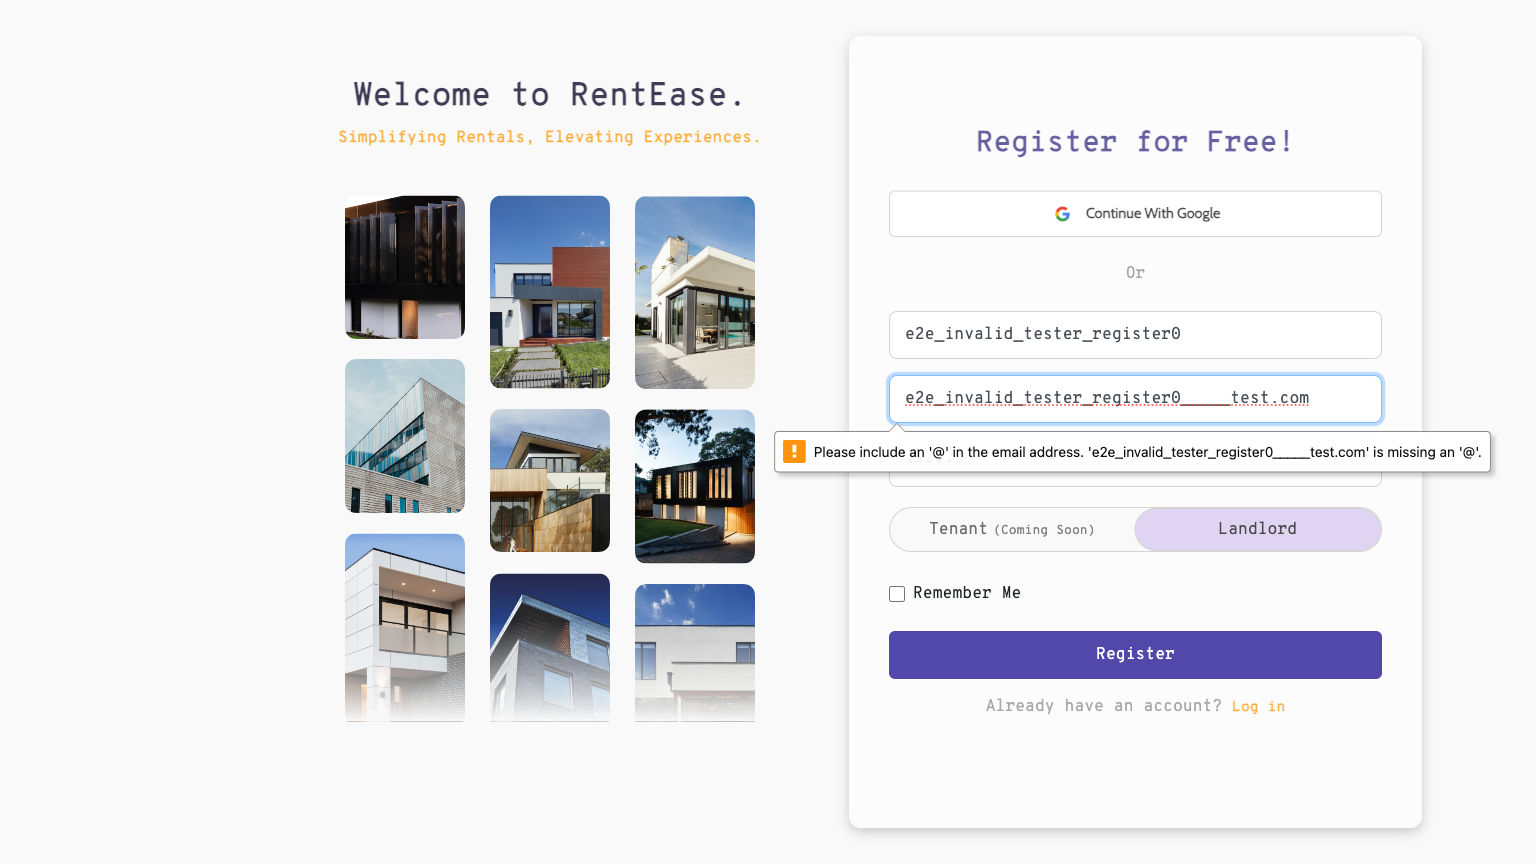 Welcome to RentEase.
Simplifying Rentals, Elevating Experiences.
Register for Free!
Continue With Google
Or
e2e_invalid_tester_register0
e2e_invalid_tester_register0_____test.com
Please include an '@' in the email address. 'e2e_invalid_tester_register0_____test.com' is missing an '@'.
Tenant (Coming Soon)
Landlord
Remember Me
Register
Already have an account? Log in